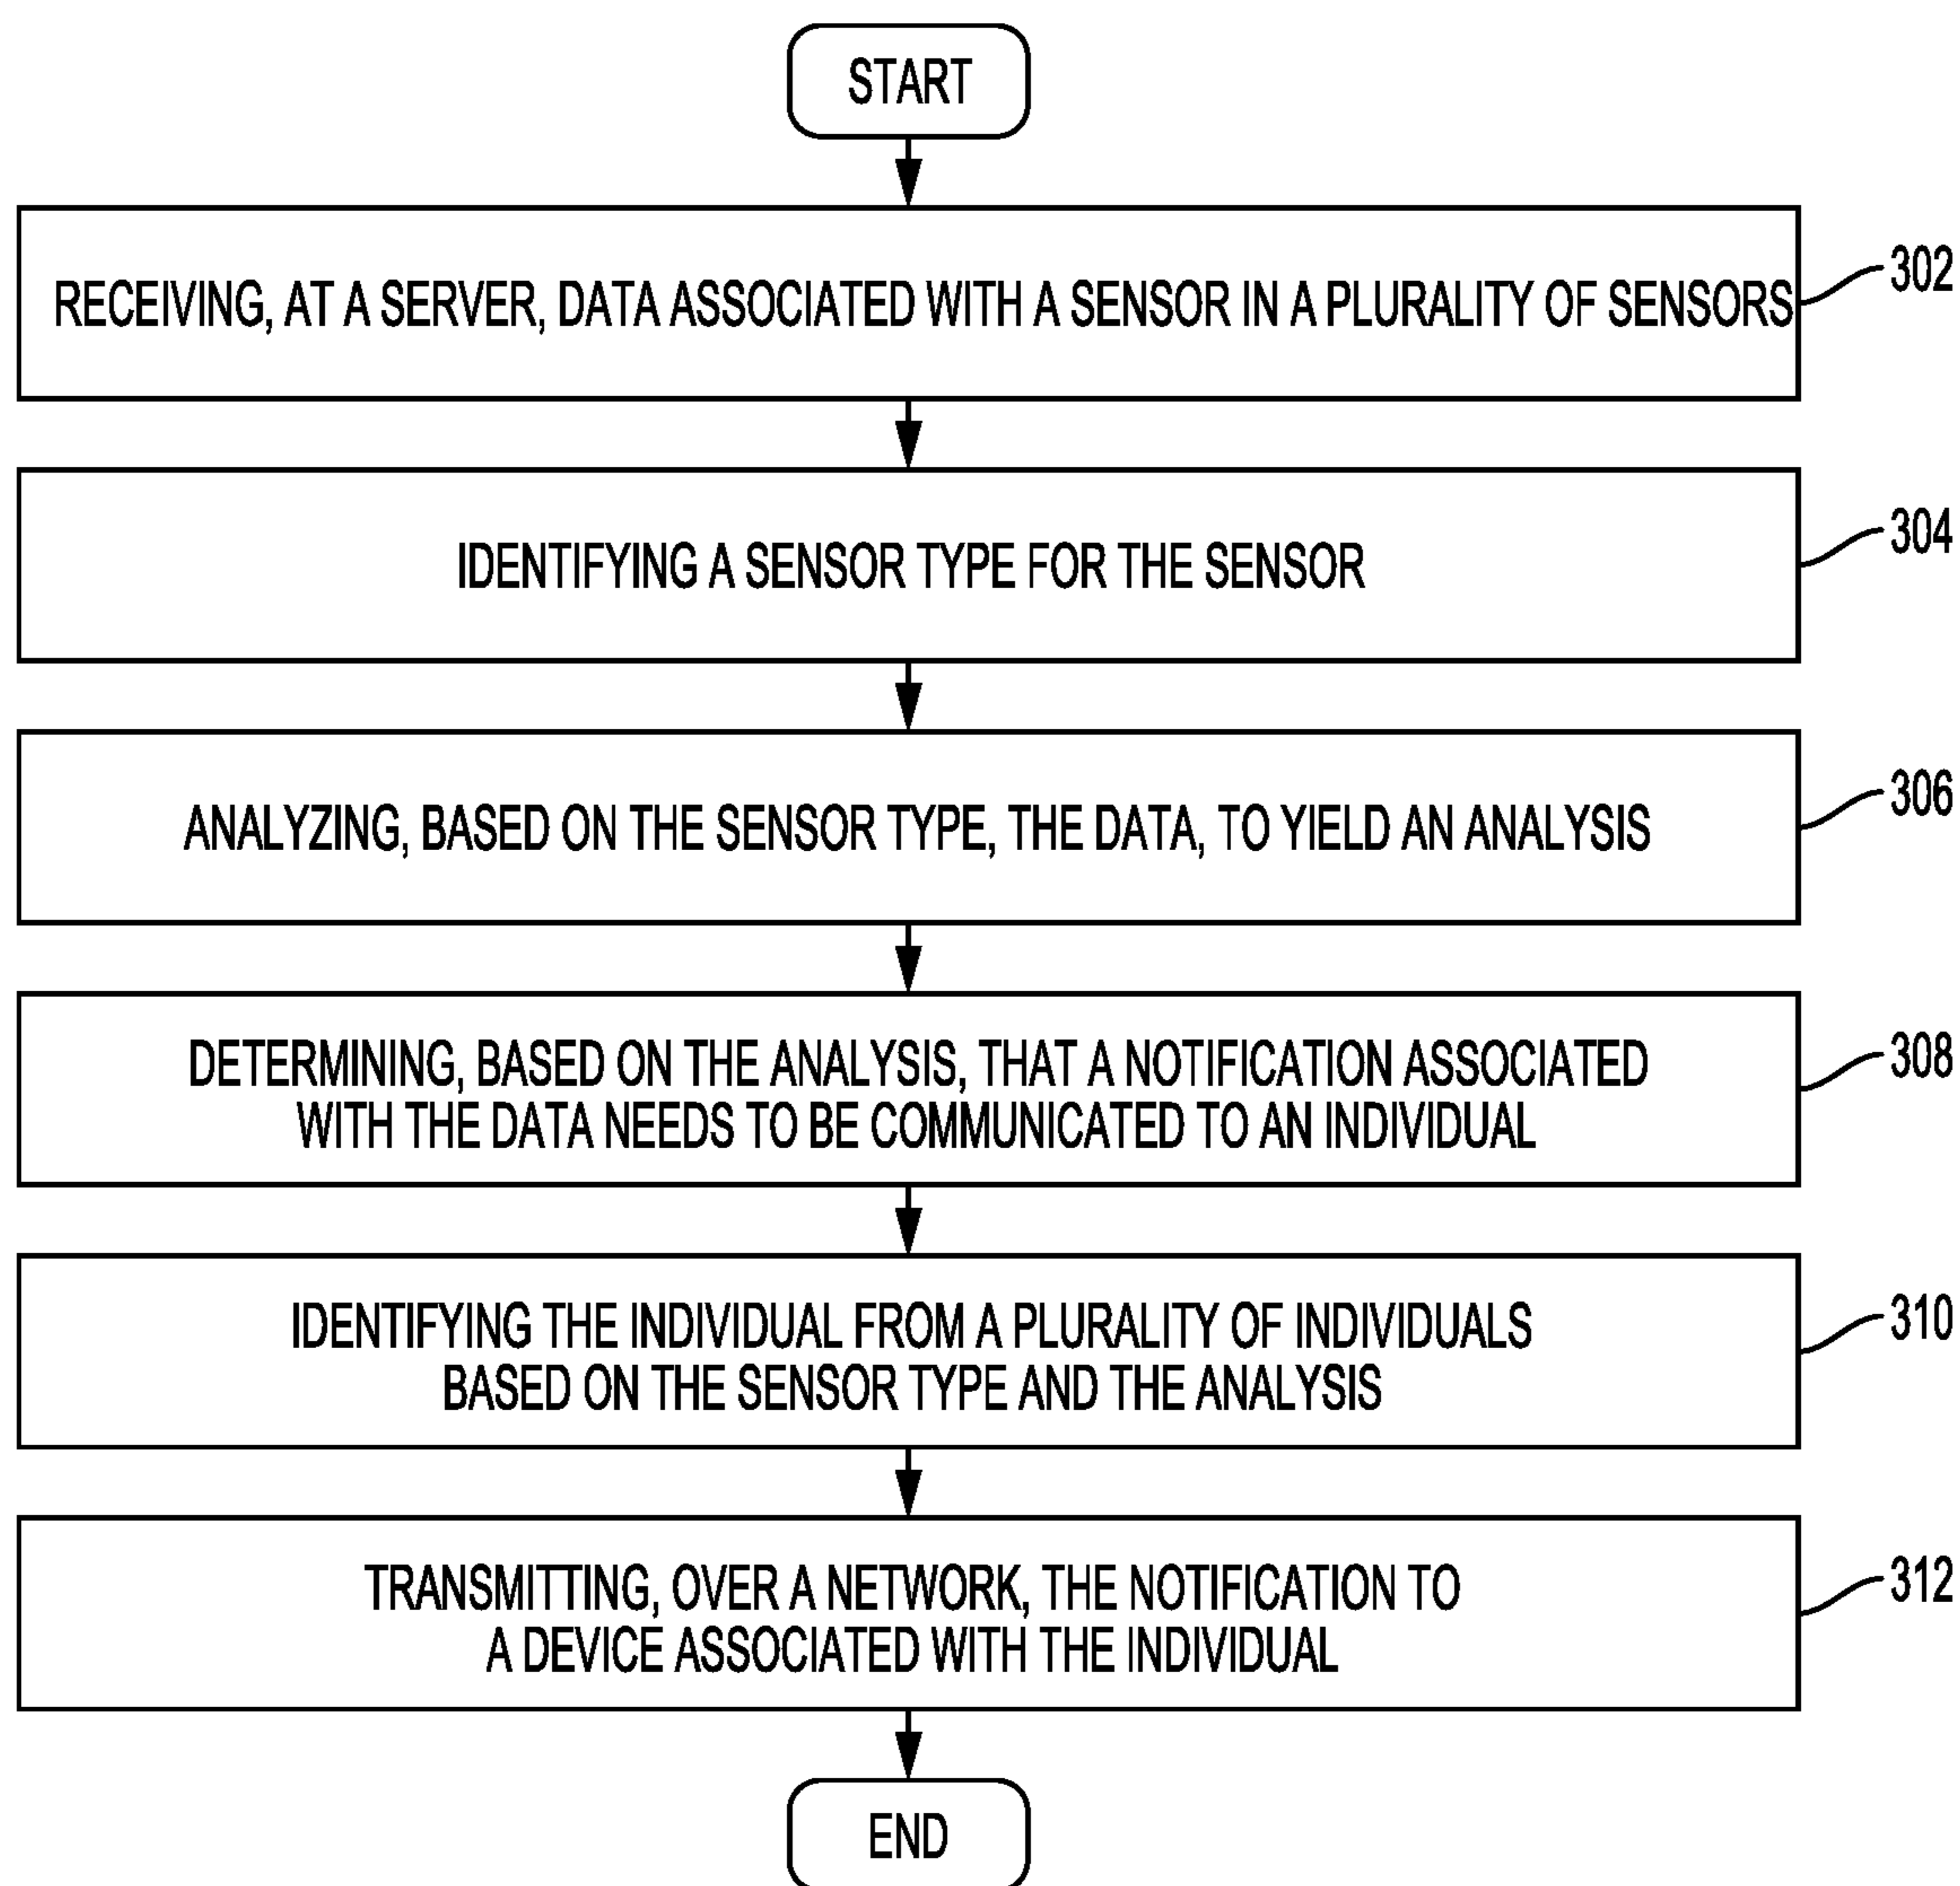 START
RECEIVING, AT A SERVER, DATA ASSOCIATED WITH A SENSOR IN A PLURALITY OF SENSORS
302
IDENTIFYING A SENSOR TYPE FOR THE SENSOR
304
ANALYZING, BASED ON THE SENSOR TYPE, THE DATA, TO YIELD AN ANALYSIS
306
DETERMINING, BASED ON THE ANALYSIS, THAT A NOTIFICATION ASSOCIATED
WITH THE DATA NEEDS TO BE COMMUNICATED TO AN INDIVIDUAL
308
IDENTIFYING THE INDIVIDUAL FROM A PLURALITY OF INDIVIDUALS
BASED ON THE SENSOR TYPE AND THE ANALYSIS
310
TRANSMITTING, OVER A NETWORK, THE NOTIFICATION TO
A DEVICE ASSOCIATED WITH THE INDIVIDUAL
312
END